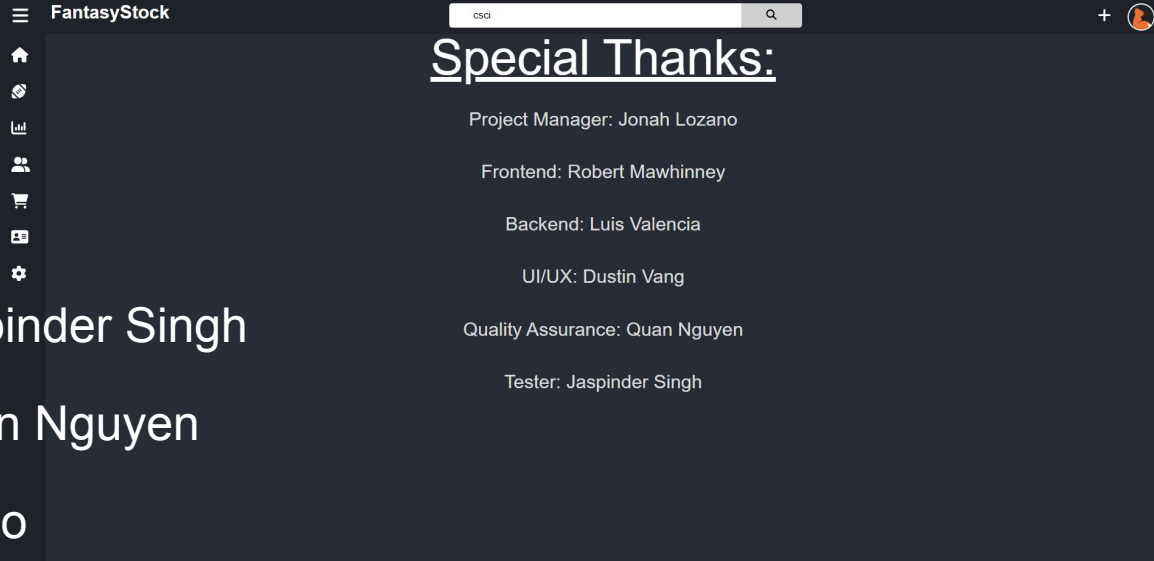 FantasyStock
csci
Special Thanks:
Project Manager: Jonah Lozano
Frontend: Robert Mawhinney
Backend: Luis Valencia
UI/UX: Dustin Vang
Quality Assurance: Quan Nguyen
Tester: Jaspinder Singh
inder Singh
n Nguyen
o